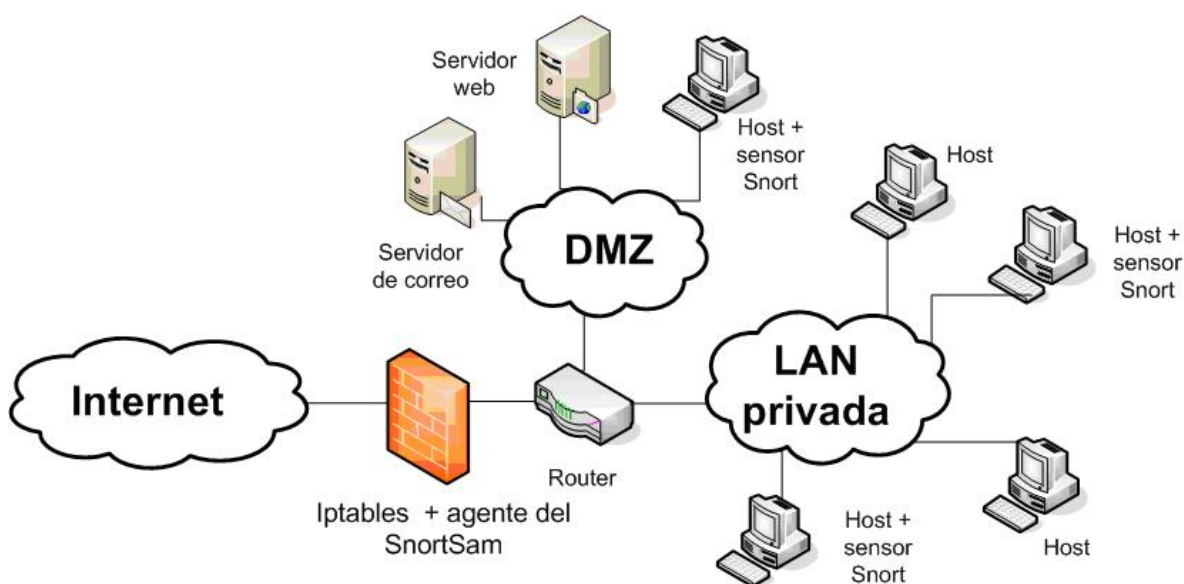 Servidor
web
Host +
sensor
Snort
Servidor
de correo
DMZ
Host
Host +
sensor
Snort
Internet
LAN
privada
Router
Iptables + agente del
SnortSam
Host +
sensor
Snort
Host